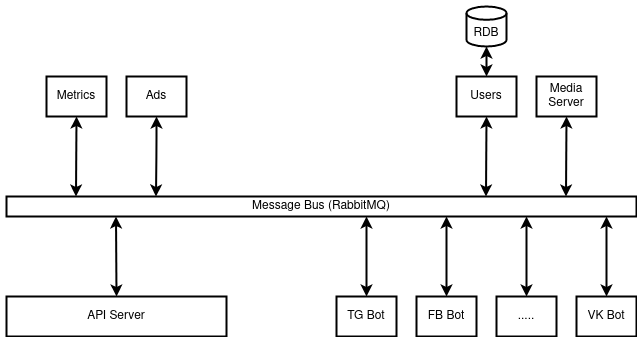 RDB
Metrics
Ads
Users
Media
Server
Message Bus (RabbitMQ)
API Server
TG Bot
FB Bot
.....
VK Bot